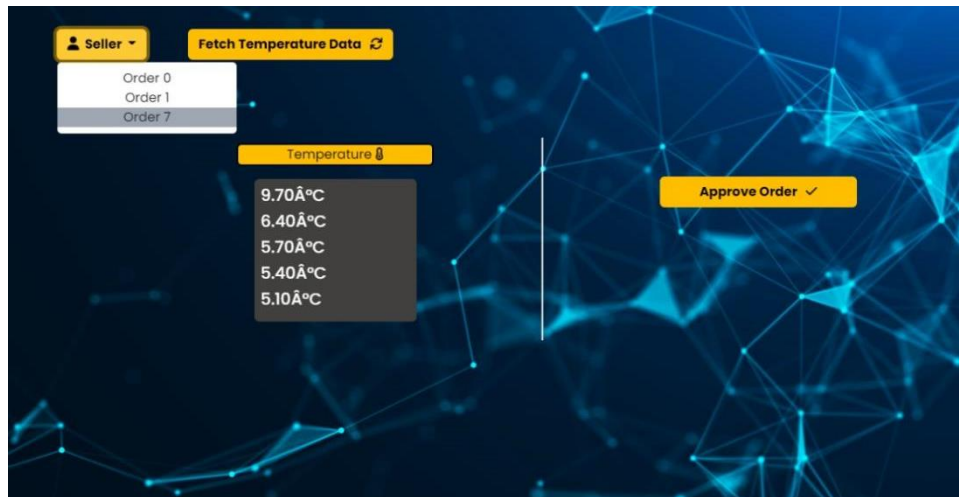 Seller
Fetch Temperature Data
Order 0
Order 1
Order 7
Temperature
9.70Â°C
6.40Â°C
5.70Â°C
5.40Â°C
5.10Â°C
Approve Order